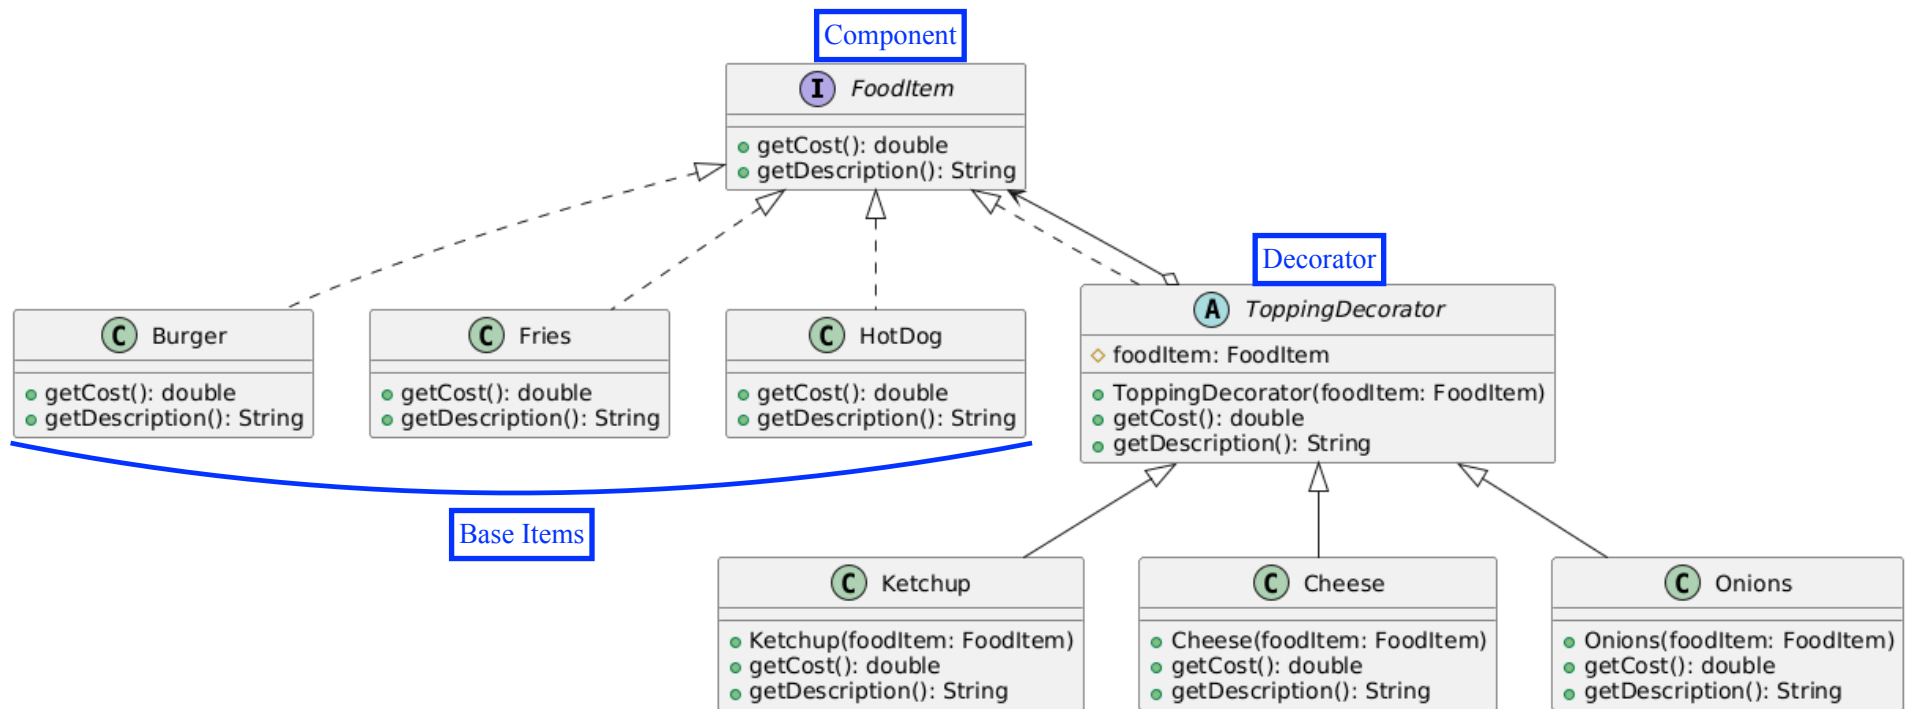 Component
I FoodItem
getCost(): double
getDescription(): String
Decorator
C Burger
getCost(): double
getDescription(): String
C Fries
getCost(): double
getDescription(): String
C HotDog
getCost(): double
getDescription(): String
A ToppingDecorator
foodItem: FoodItem
ToppingDecorator(foodItem: FoodItem)
getCost(): double
getDescription(): String
Base Items
C Ketchup
Ketchup(foodItem: FoodItem)
getCost(): double
getDescription(): String
C Cheese
Cheese(foodItem: FoodItem)
getCost(): double
getDescription(): String
C Onions
Onions(foodItem: FoodItem)
getCost(): double
getDescription(): String